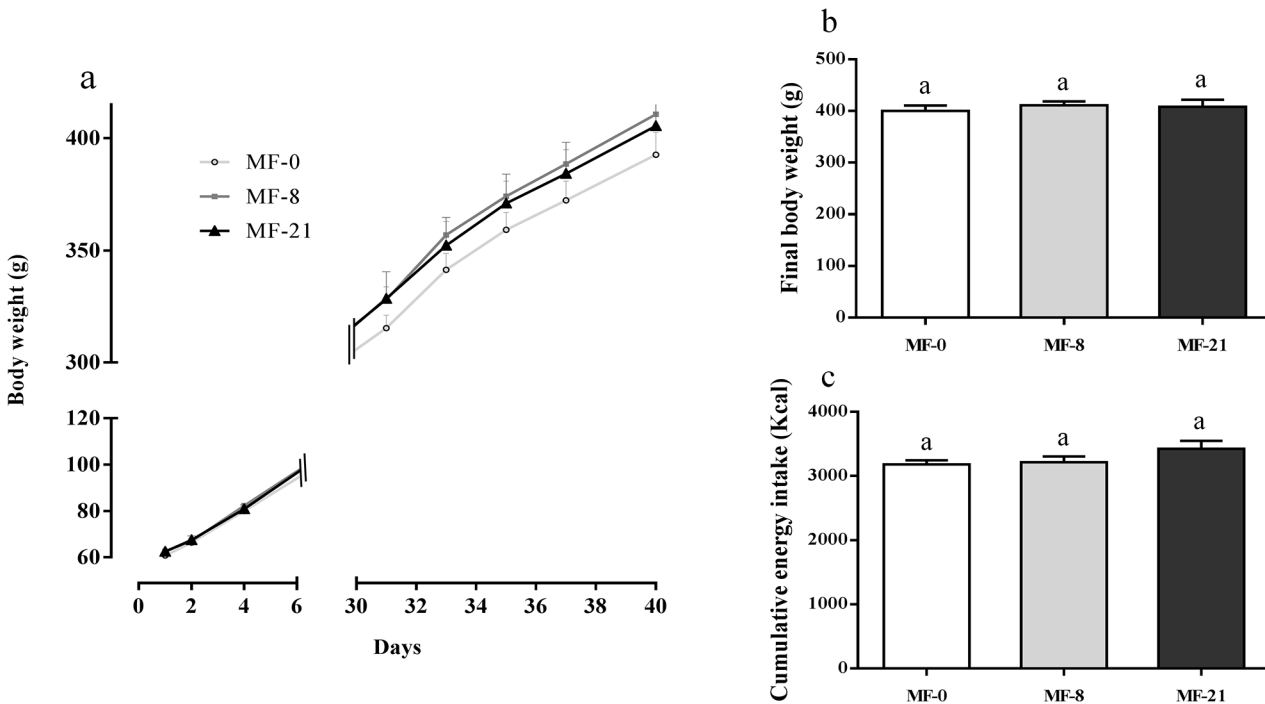 a
400
350
300
120
100
80
60
Body weight (g)
MF-0
MF-8
MF-21
0
2
4
6
30
32
34
36
38
40
Days
b
Final body weight (g)
500
400
300
200
100
0
a
a
a
MF-0
MF-8
MF-21
c
Cumulative energy intake (Kcal)
4000
3000
2000
1000
0
a
a
a
MF-0
MF-8
MF-21